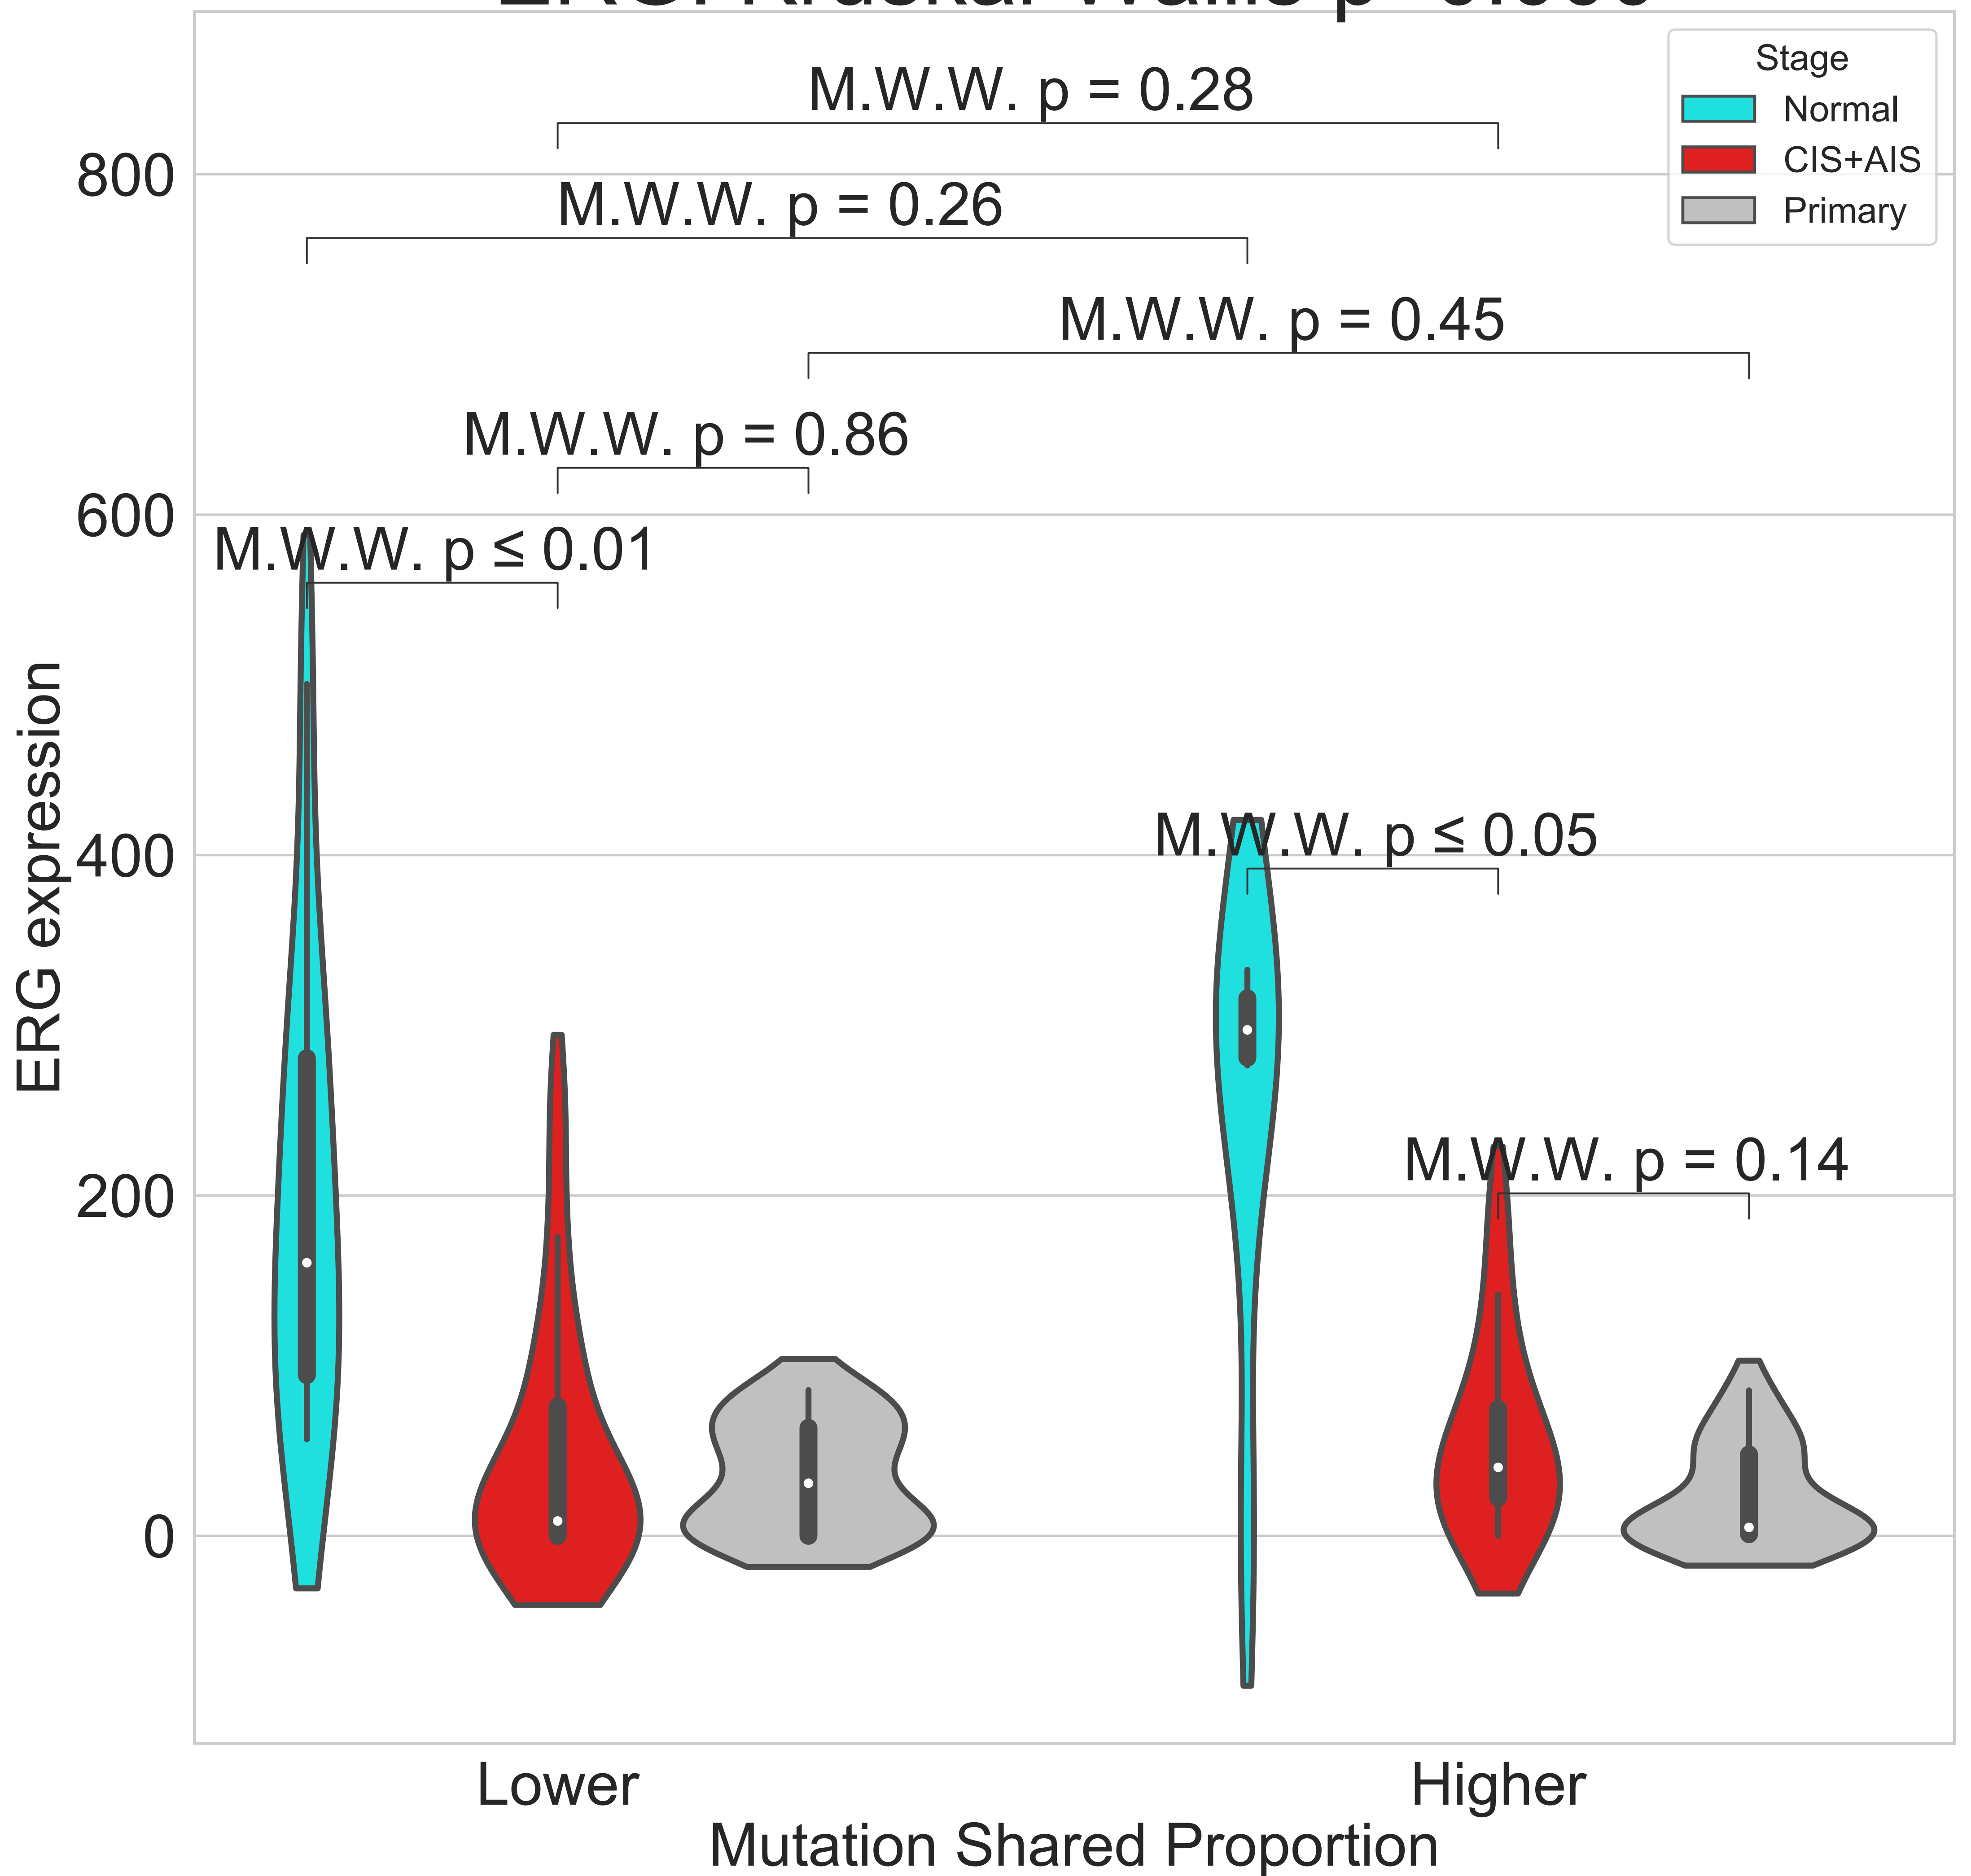 Stage
Normal
CIS+AIS
Primary
M.W.W. p = 0.28
M.W.W. p = 0.26
M.W.W. p = 0.45
M.W.W. p = 0.86
M.W.W. p ≤ 0.01
M.W.W. p ≤ 0.05
M.W.W. p = 0.14
800
600
400
200
0
ERG expression
Lower
Higher
Mutation Shared Proportion